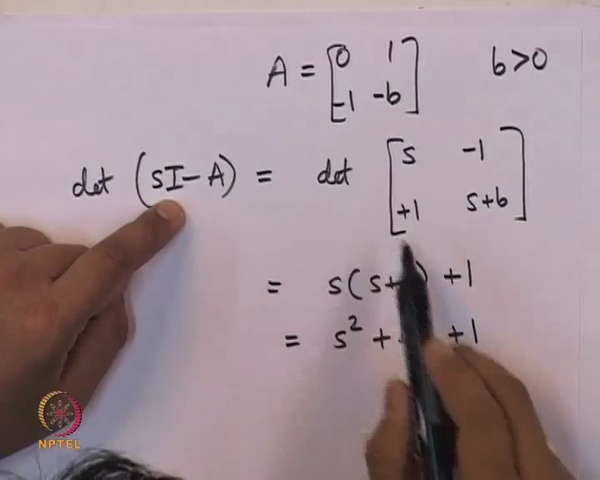 A = [0 1 -1 -b] b>0
det (sI-A) = det [s -1 +1 s+b]
= s(s+ ) +1
= s² + +1
NPTEL